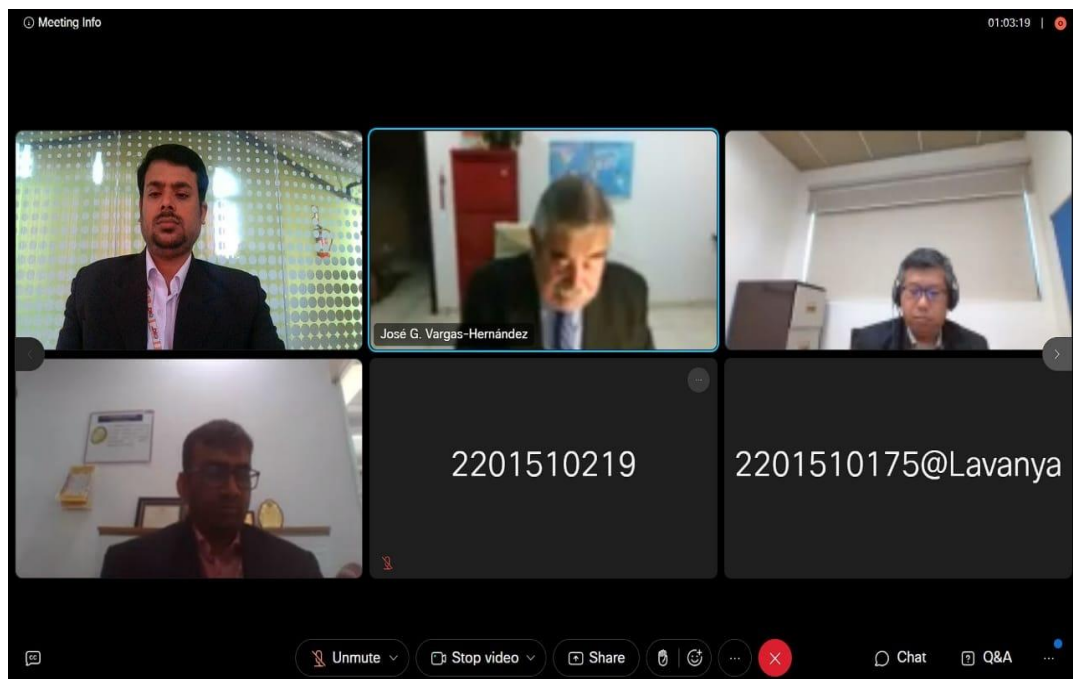 Meeting Info
01:03:19
José G. Vargas-Hernández
2201510219
2201510175@Lavanya
Unmute
Stop video
Share
Chat
Q&A